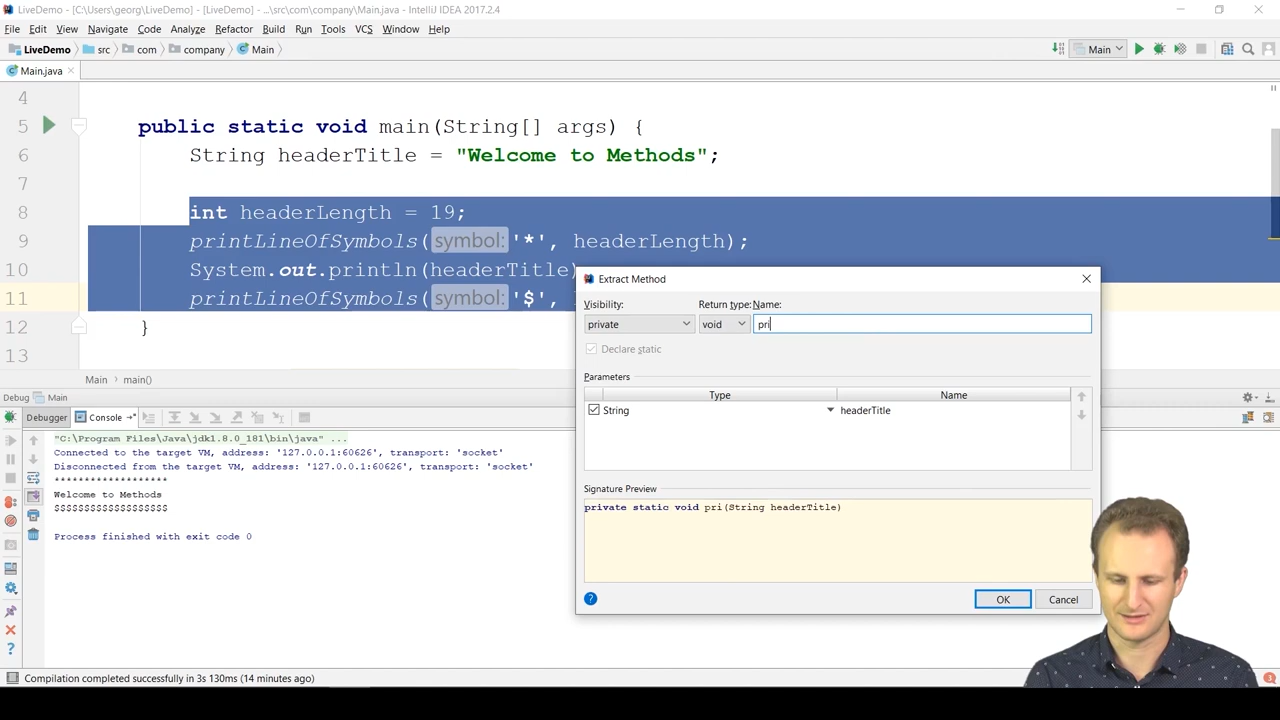 LiveDemo - [C:\Users\georg\LiveDemo] - [LiveDemo] - ...\src\com\company\Main.java - IntelliJ IDEA 2017.2.4
File Edit View Navigate Code Analyze Refactor Build Run Tools VCS Window Help
LiveDemo src com company Main Main
Main.java
4
5 public static void main(String[] args) {
6 String headerTitle = "Welcome to Methods";
7
8 int headerLength = 19;
9 printLineOfSymbols( symbol: '*', headerLength);
10 System.out.println(headerTitle)
11 printLineOfSymbols( symbol: '$',
12 }
13
Extract Method
Visibility: Return type: Name:
private void pri
Declare static
Parameters
Type Name
String headerTitle
Signature Preview
private static void pri(String headerTitle)
? OK Cancel
Main main()
Debug Main
Debugger Console
"C:\Program Files\Java\jdk1.8.0_181\bin\java" ...
Connected to the target VM, address: '127.0.0.1:60626', transport: 'socket'
Disconnected from the target VM, address: '127.0.0.1:60626', transport: 'socket'
*******************
Welcome to Methods
$$$$$$$$$$$$$$$$$$$
Process finished with exit code 0
?
Compilation completed successfully in 3s 130ms (14 minutes ago)